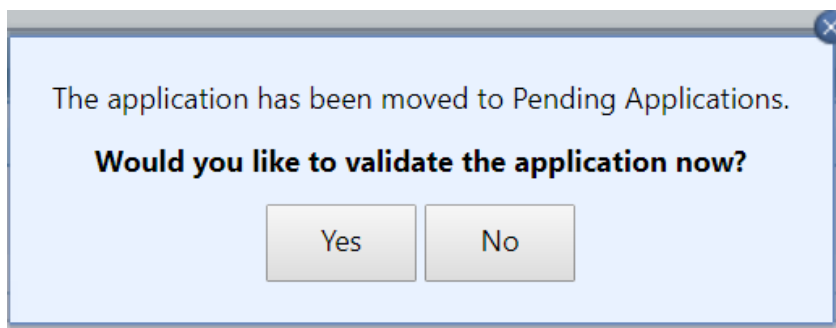 The application has been moved to Pending Applications.
Would you like to validate the application now?
Yes
No